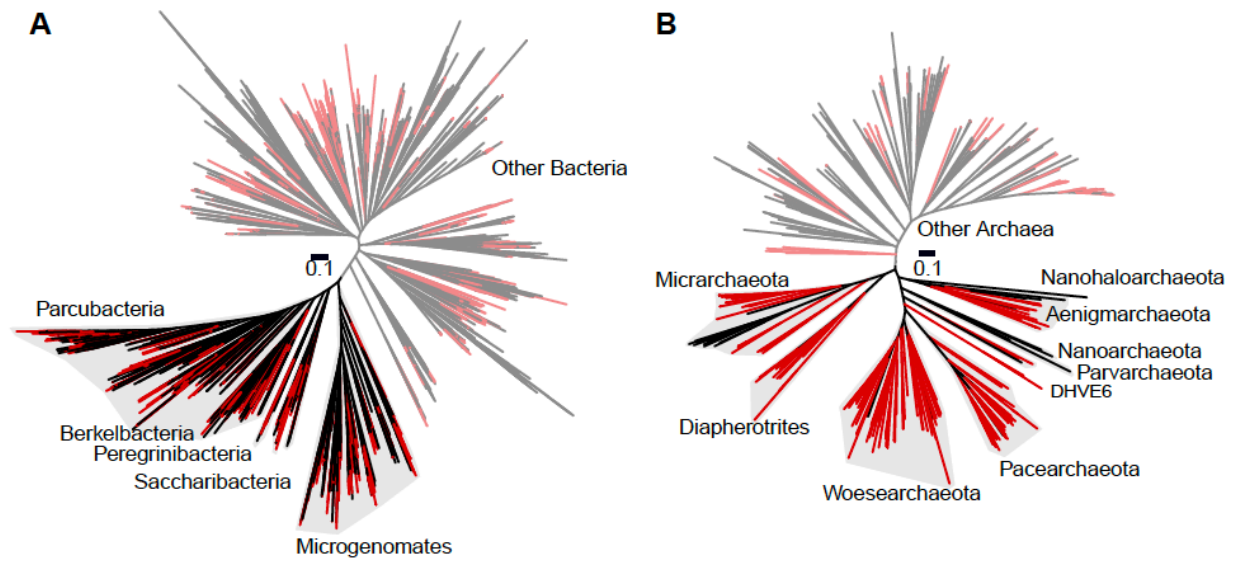 A
Other Bacteria
0.1
Parcubacteria
Berkelbacteria
Peregrinibacteria
Saccharibacteria
Microgenomates
B
Other Archaea
0.1
Micrarchaeota
Nanohaloarchaeota
Aenigmarchaeota
Nanoarchaeota
Parvarchaeota
DHVE6
Diapherotrites
Pacearchaeota
Woesearchaeota